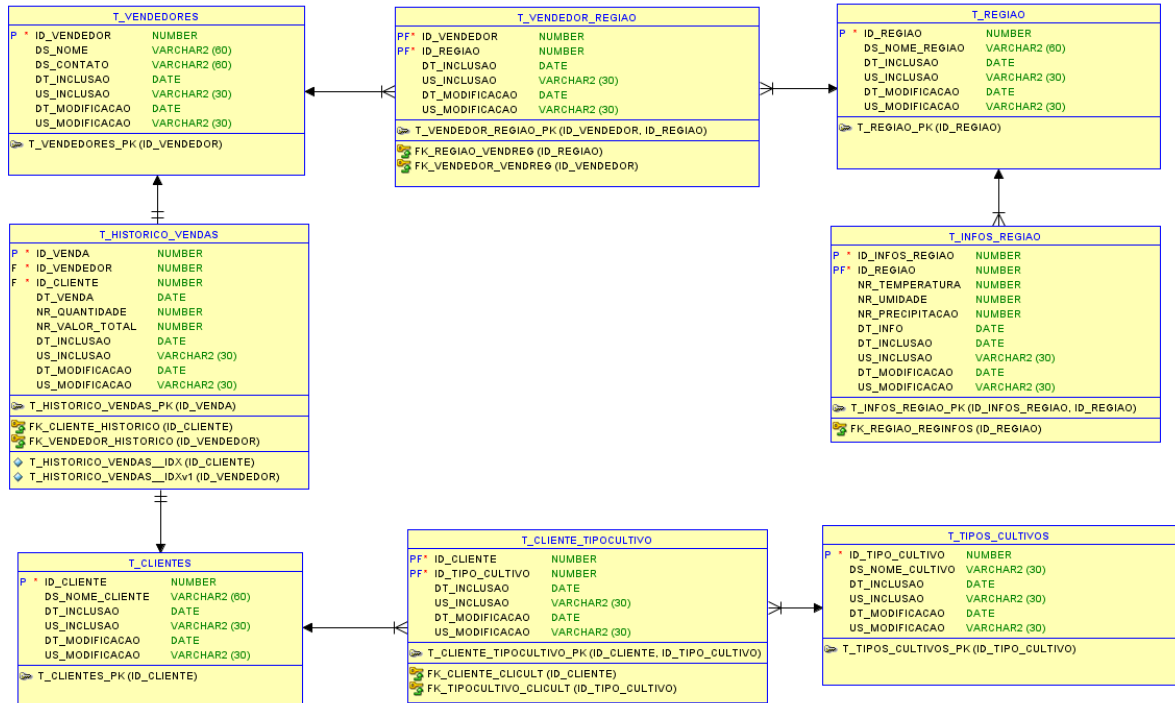 T_VENDEDORES
P * ID_VENDEDOR NUMBER
DS_NOME VARCHAR2 (60)
DS_CONTATO VARCHAR2 (60)
DT_INCLUSAO DATE
US_INCLUSAO VARCHAR2 (30)
DT_MODIFICACAO DATE
US_MODIFICACAO VARCHAR2 (30)
T_VENDEDORES_PK (ID_VENDEDOR)
T_VENDEDOR_REGIAO
PF* ID_VENDEDOR NUMBER
PF* ID_REGIAO NUMBER
DT_INCLUSAO DATE
US_INCLUSAO VARCHAR2 (30)
DT_MODIFICACAO DATE
US_MODIFICACAO VARCHAR2 (30)
T_VENDEDOR_REGIAO_PK (ID_VENDEDOR, ID_REGIAO)
FK_REGIAO_VENDREG (ID_REGIAO)
FK_VENDEDOR_VENDREG (ID_VENDEDOR)
T_REGIAO
P * ID_REGIAO NUMBER
DS_NOME_REGIAO VARCHAR2 (60)
DT_INCLUSAO DATE
US_INCLUSAO VARCHAR2 (30)
DT_MODIFICACAO DATE
US_MODIFICACAO VARCHAR2 (30)
T_REGIAO_PK (ID_REGIAO)
T_HISTORICO_VENDAS
P * ID_VENDA NUMBER
F * ID_VENDEDOR NUMBER
F * ID_CLIENTE NUMBER
DT_VENDA DATE
NR_QUANTIDADE NUMBER
NR_VALOR_TOTAL NUMBER
DT_INCLUSAO DATE
US_INCLUSAO VARCHAR2 (30)
DT_MODIFICACAO DATE
US_MODIFICACAO VARCHAR2 (30)
T_HISTORICO_VENDAS_PK (ID_VENDA)
FK_CLIENTE_HISTORICO (ID_CLIENTE)
FK_VENDEDOR_HISTORICO (ID_VENDEDOR)
T_HISTORICO_VENDAS__IDX (ID_CLIENTE)
T_HISTORICO_VENDAS__IDXv1 (ID_VENDEDOR)
T_INFOS_REGIAO
P * ID_INFOS_REGIAO NUMBER
PF* ID_REGIAO NUMBER
NR_TEMPERATURA NUMBER
NR_UMIDADE NUMBER
NR_PRECIPITACAO NUMBER
DT_INFO DATE
DT_INCLUSAO DATE
US_INCLUSAO VARCHAR2 (30)
DT_MODIFICACAO DATE
US_MODIFICACAO VARCHAR2 (30)
T_INFOS_REGIAO_PK (ID_INFOS_REGIAO, ID_REGIAO)
FK_REGIAO_REGINFOS (ID_REGIAO)
T_CLIENTES
P * ID_CLIENTE NUMBER
DS_NOME_CLIENTE VARCHAR2 (60)
DT_INCLUSAO DATE
US_INCLUSAO VARCHAR2 (30)
DT_MODIFICACAO DATE
US_MODIFICACAO VARCHAR2 (30)
T_CLIENTES_PK (ID_CLIENTE)
T_CLIENTE_TIPOCULTIVO
PF* ID_CLIENTE NUMBER
PF* ID_TIPO_CULTIVO NUMBER
DT_INCLUSAO DATE
US_INCLUSAO VARCHAR2 (30)
DT_MODIFICACAO DATE
US_MODIFICACAO VARCHAR2 (30)
T_CLIENTE_TIPOCULTIVO_PK (ID_CLIENTE, ID_TIPO_CULTIVO)
FK_CLIENTE_CLICULT (ID_CLIENTE)
FK_TIPOCULTIVO_CLICULT (ID_TIPO_CULTIVO)
T_TIPOS_CULTIVOS
P * ID_TIPO_CULTIVO NUMBER
DS_NOME_CULTIVO VARCHAR2 (30)
DT_INCLUSAO DATE
US_INCLUSAO VARCHAR2 (30)
DT_MODIFICACAO DATE
US_MODIFICACAO VARCHAR2 (30)
T_TIPOS_CULTIVOS_PK (ID_TIPO_CULTIVO)